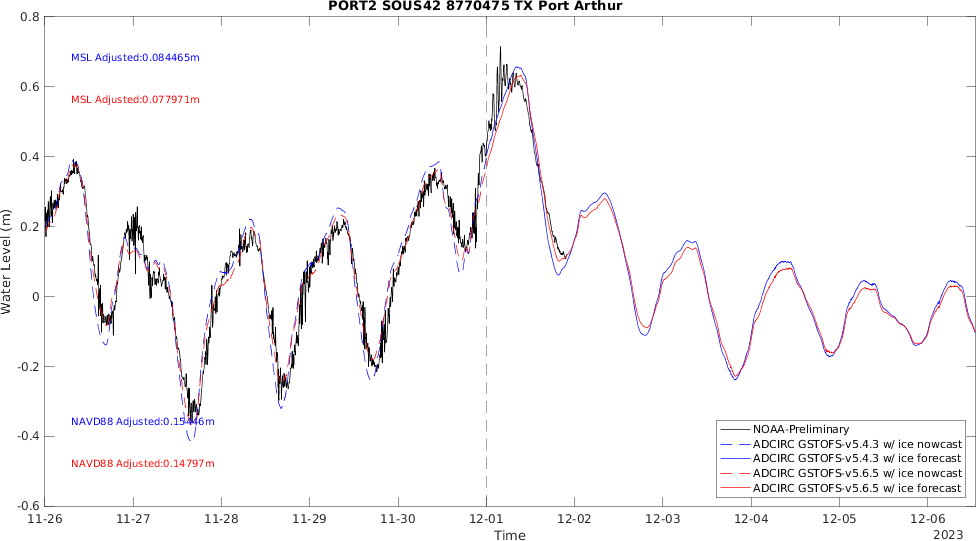 PORT2 SOUS42 8770475 TX Port Arthur
0.8
0.6
0.4
0.2
0
-0.2
-0.4
-0.6
Water Level (m)
MSL Adjusted:0.084465m
MSL Adjusted:0.077971m
NAVD88 Adjusted:0.15446m
NAVD88 Adjusted:0.14797m
NOAA-Preliminary
ADCIRC GSTOFS-v5.4.3 w/ ice nowcast
ADCIRC GSTOFS-v5.4.3 w/ ice forecast
ADCIRC GSTOFS-v5.6.5 w/ ice nowcast
ADCIRC GSTOFS-v5.6.5 w/ ice forecast
11-26 11-27 11-28 11-29 11-30 12-01 12-02 12-03 12-04 12-05 12-06
Time
2023